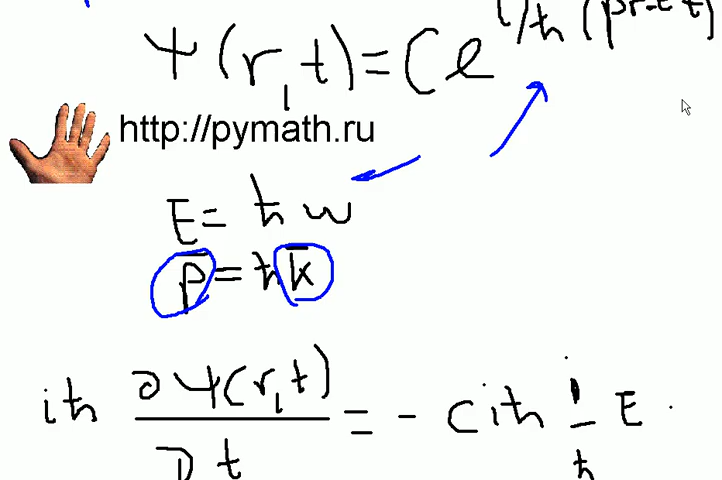 Ψ(r,t)=Ce^{i/ħ(pr-Et)}
http://pymath.ru
E=ħω
p̅=ħk̅
iħ ∂Ψ(r,t)/∂t = - Ciħ i/ħ E